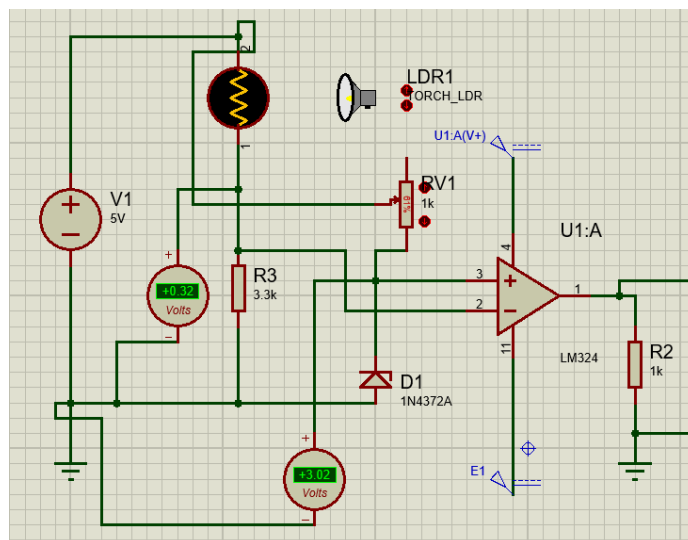 2
LDR1
TORCH_LDR
1
U1:A(V+)
RV1
61%
1k
V1
5V
+
-
U1:A
4
+
+0.32
Volts
-
R3
3.3k
3
+
2
-
1
11
LM324
R2
1k
D1
1N4372A
+
+3.02
Volts
-
E1